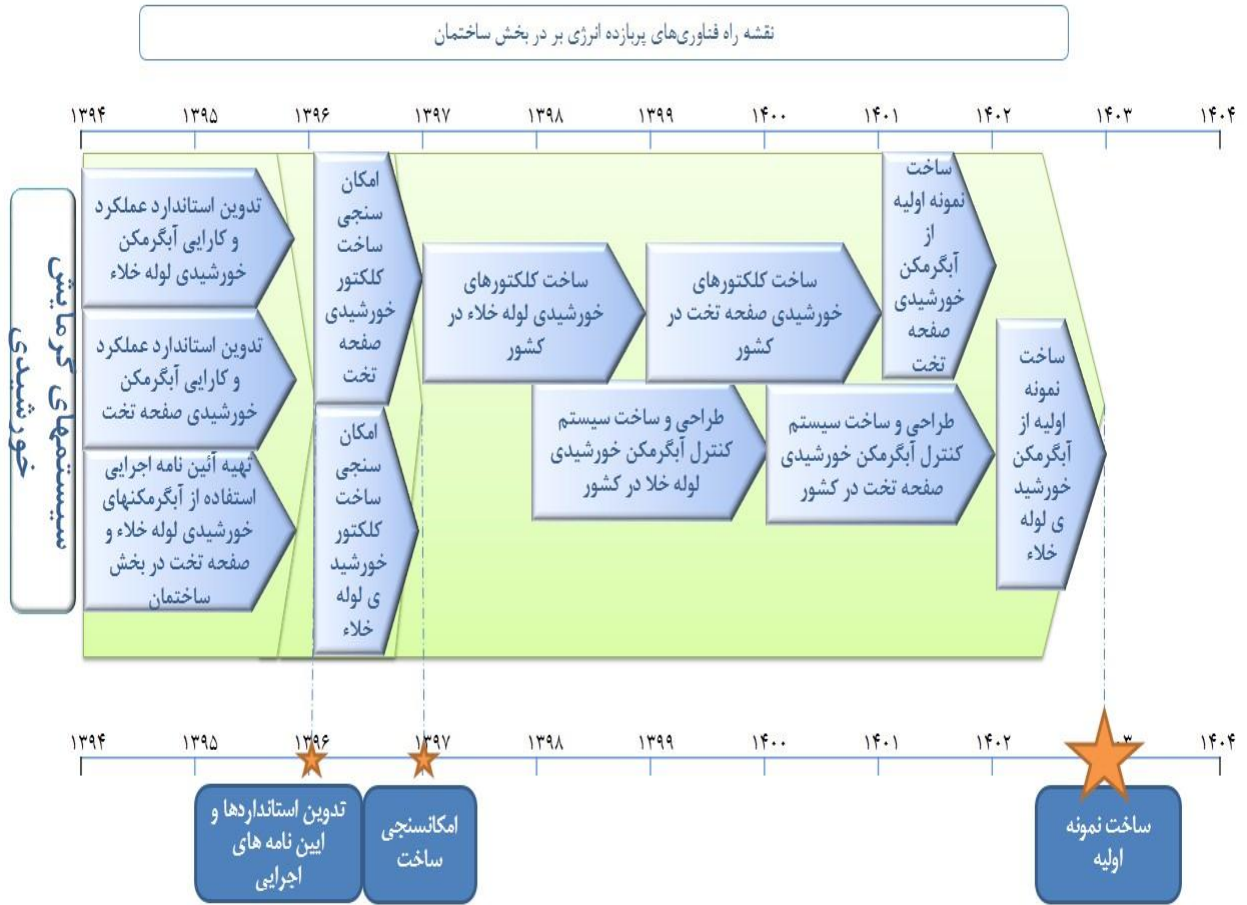 نقشه راه فناوری‌های پربازده انرژی بر در بخش ساختمان
۱۳۹۴ ۱۳۹۵ ۱۳۹۶ ۱۳۹۷ ۱۳۹۸ ۱۳۹۹ ۱۴۰۰ ۱۴۰۱ ۱۴۰۲ ۱۴۰۳ ۱۴۰۴
سیستمهای گرمایش
خورشیدی
تدوین استاندارد عملکرد
و کارایی آبگرمکن
خورشیدی لوله خلاء
تدوین استاندارد عملکرد
و کارایی آبگرمکن
خورشیدی صفحه تخت
تهیه آئین نامه اجرایی
استفاده از آبگرمکنهای
خورشیدی لوله خلاء و
صفحه تخت در بخش
ساختمان
امکان
سنجی
ساخت
کلکتور
خورشیدی
صفحه
تخت
امکان
سنجی
ساخت
کلکتور
خورشید
ی لوله
خلاء
ساخت کلکتورهای
خورشیدی لوله خلاء در
کشور
ساخت کلکتورهای
خورشیدی صفحه تخت در
کشور
طراحی و ساخت سیستم
کنترل آبگرمکن خورشیدی
لوله خلا در کشور
طراحی و ساخت سیستم
کنترل آبگرمکن خورشیدی
صفحه تخت در کشور
ساخت
نمونه اولیه
از
آبگرمکن
خورشیدی
صفحه
تخت
ساخت
نمونه
اولیه از
آبگرمکن
خورشید
ی لوله
خلاء
۱۳۹۴ ۱۳۹۵ ۱۳۹۶ ۱۳۹۷ ۱۳۹۸ ۱۳۹۹ ۱۴۰۰ ۱۴۰۱ ۱۴۰۲ ۱۴۰۳ ۱۴۰۴
تدوین استانداردها و
ایین نامه های
اجرایی
امکانسنجی
ساخت
ساخت نمونه
اولیه